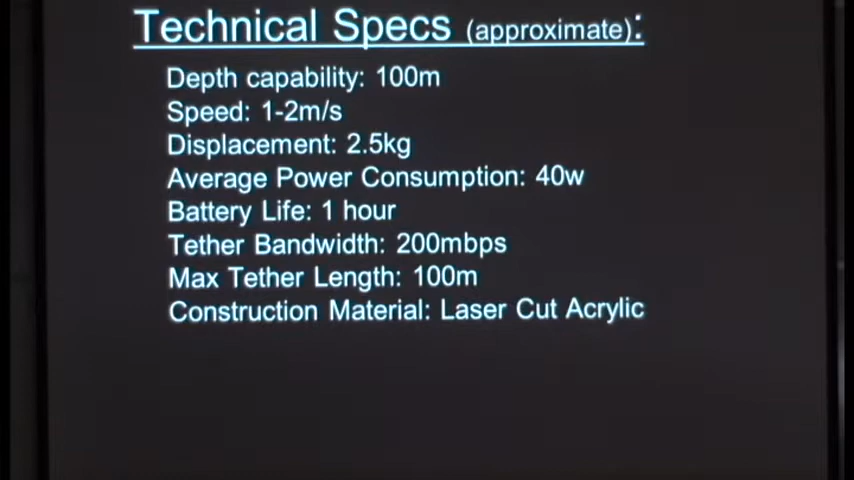 Technical Specs (approximate):
Depth capability: 100m
Speed: 1-2m/s
Displacement: 2.5kg
Average Power Consumption: 40w
Battery Life: 1 hour
Tether Bandwidth: 200mbps
Max Tether Length: 100m
Construction Material: Laser Cut Acrylic